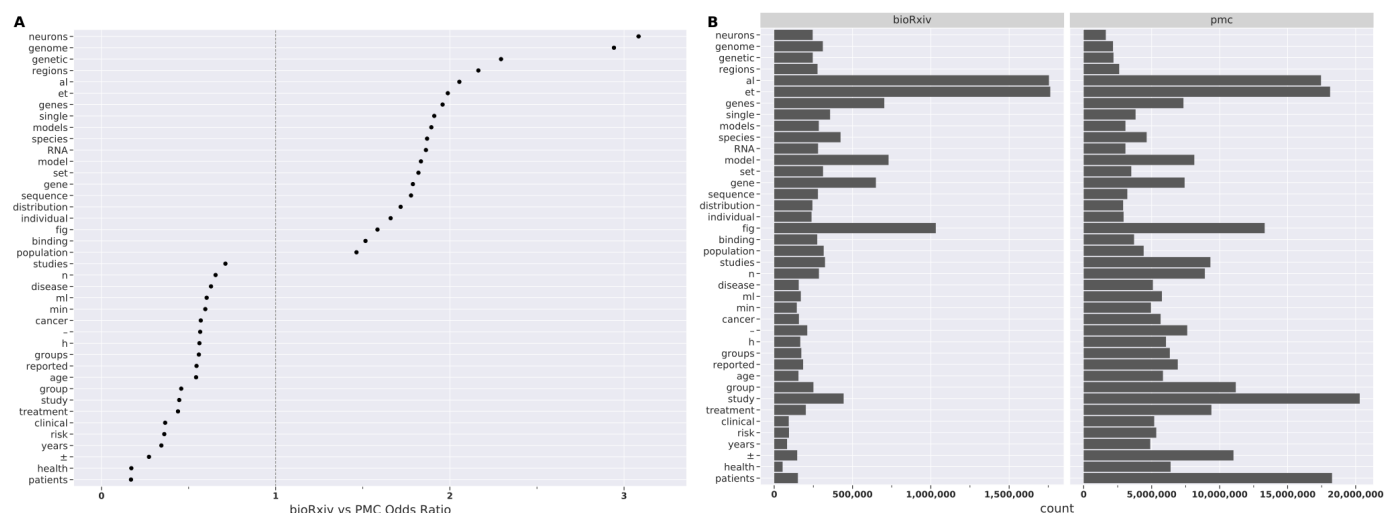 A
neurons
genome
genetic
regions
al
et
genes
single
models
species
RNA
model
set
gene
sequence
distribution
individual
fig
binding
population
studies
n
disease
ml
min
cancer
–
h
groups
reported
age
group
study
treatment
clinical
risk
years
±
health
patients
0 1 2 3
bioRxiv vs PMC Odds Ratio
B
bioRxiv pmc
neurons
genome
genetic
regions
al
et
genes
single
models
species
RNA
model
set
gene
sequence
distribution
individual
fig
binding
population
studies
n
disease
ml
min
cancer
–
h
groups
reported
age
group
study
treatment
clinical
risk
years
±
health
patients
0 500,000 1,000,000 1,500,000 0 5,000,000 10,000,000 15,000,000 20,000,000
count